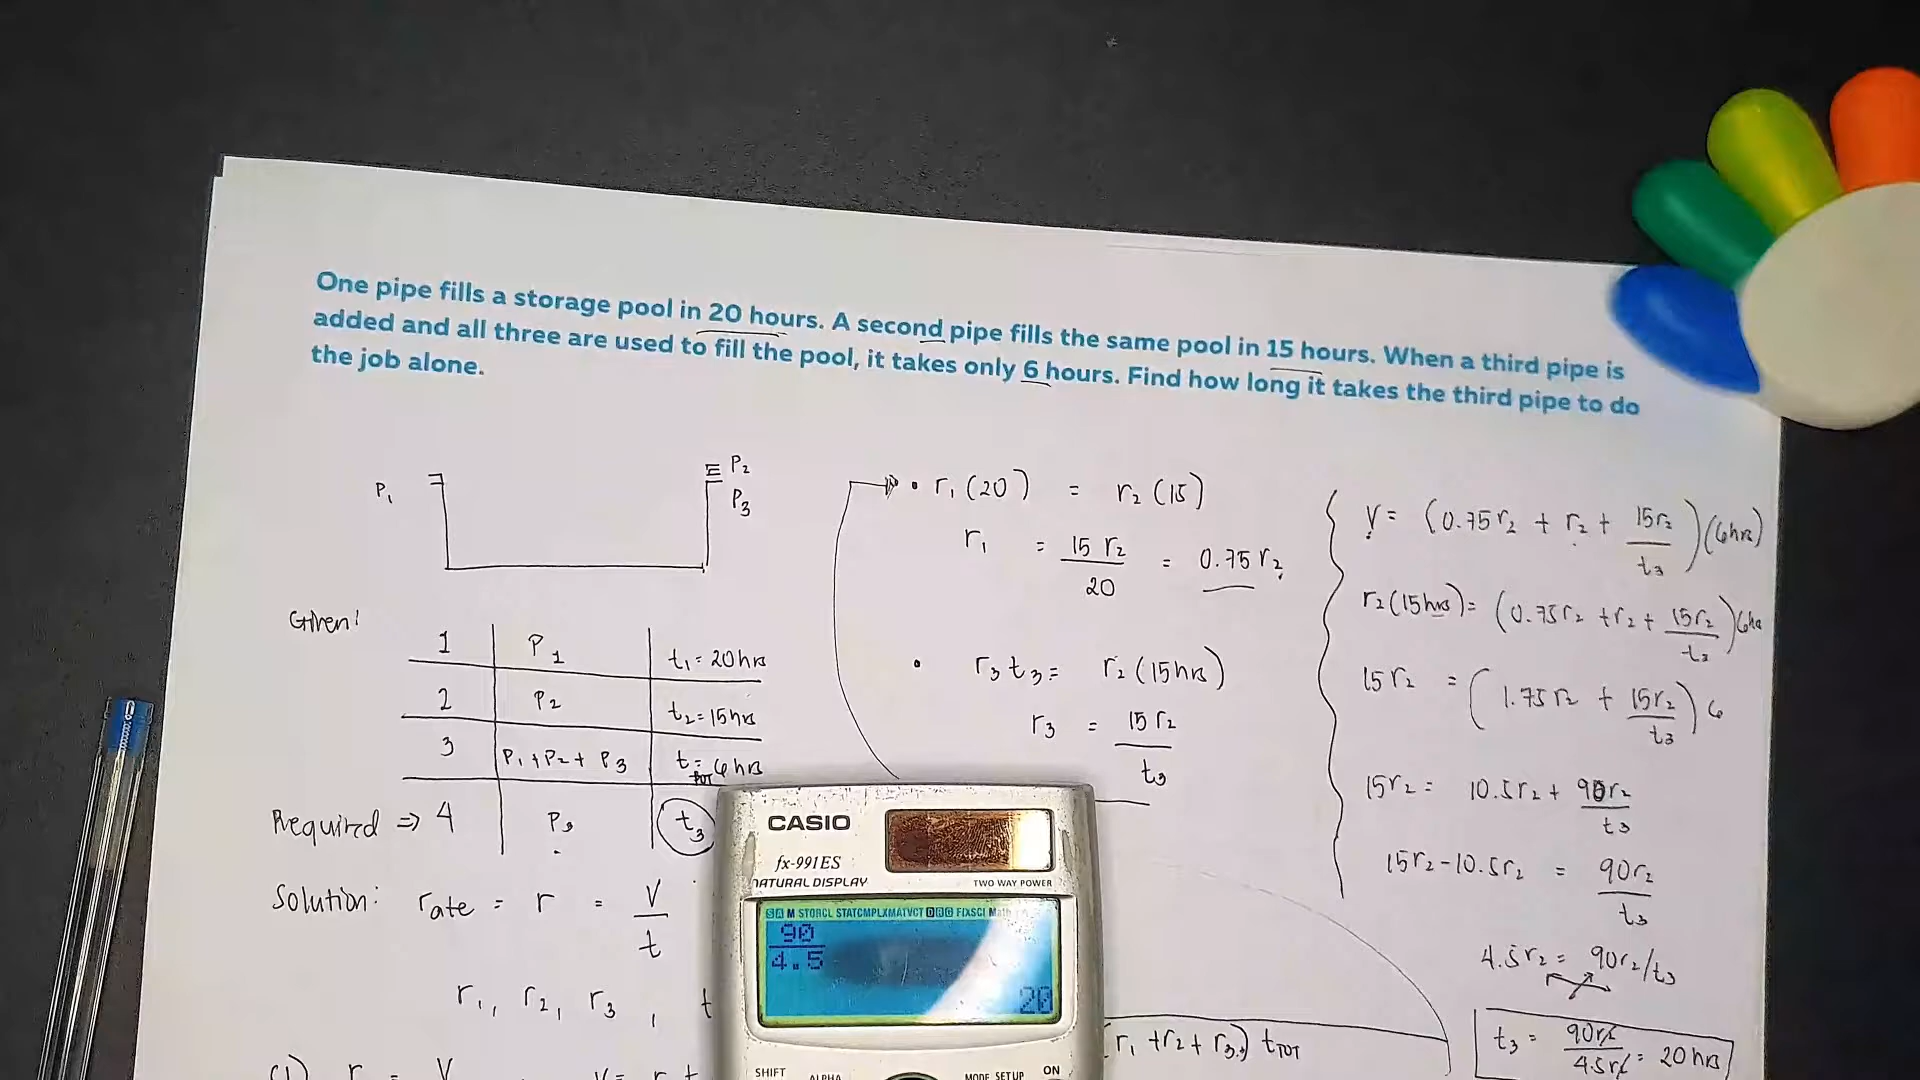 One pipe fills a storage pool in 20 hours. A second pipe fills the same pool in 15 hours. When a third pipe is
added and all three are used to fill the pool, it takes only 6 hours. Find how long it takes the third pipe to do
the job alone.
P₁
P₂
P₃
Given:
1 P₁ t₁ = 20 hrs
2 P₂ t₂ = 15 hrs
3 P₁ + P₂ + P₃ t = 6 hrs
TOT
Required ⇒ 4 P₃ t₃
Solution: rate = r = V/t
r₁, r₂, r₃, t
r₁(20) = r₂(15)
r₁ = 15 r₂/20 = 0.75 r₂
r₃t₃ = r₂(15hrs)
r₃ = 15 r₂/t₃
V = (0.75r₂ + r₂ + 15r₂/t₃)(6hrs)
r₂(15hrs) = (0.75r₂ + r₂ + 15r₂/t₃)6hrs
15r₂ = (1.75r₂ + 15r₂/t₃)6
15r₂ = 10.5r₂ + 90r₂/t₃
15r₂ - 10.5r₂ = 90r₂/t₃
4.5r₂ = 90r₂/t₃
t₃ = 90r₂/4.5r₂ = 20 hrs
(r₁ + r₂ + r₃) tTOT
CASIO
fx-991ES
NATURAL DISPLAY
TWO WAY POWER
90
4.5
20
SHIFT ALPHA MODE SETUP ON